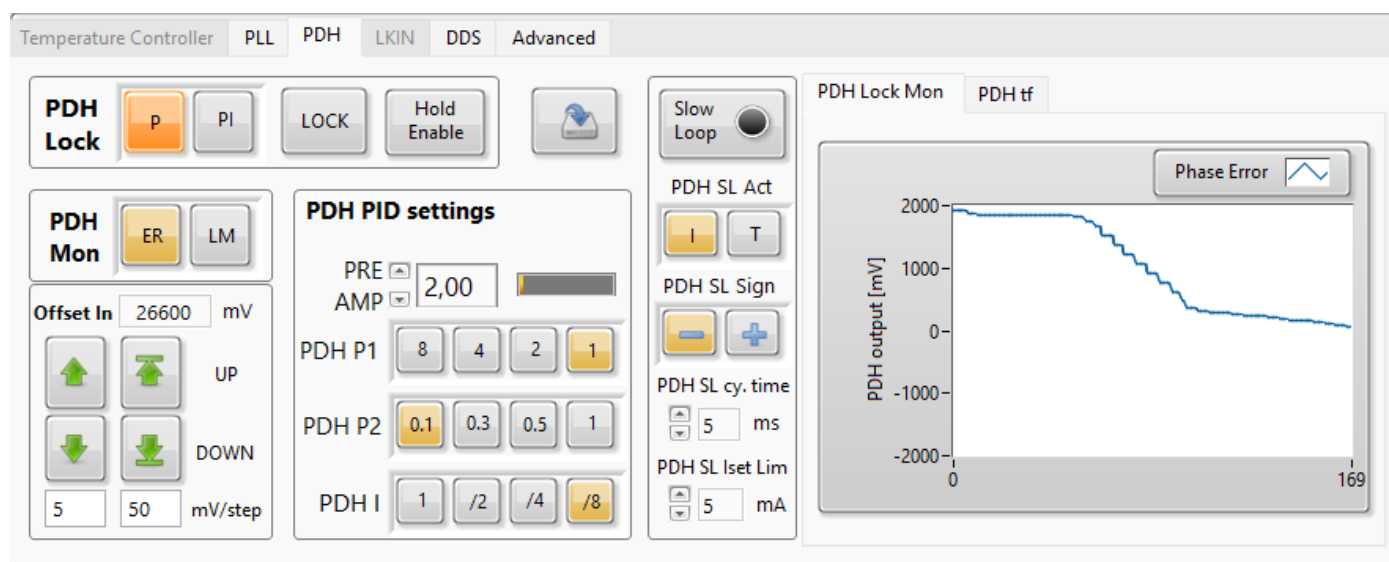 Temperature Controller PLL PDH LKIN DDS Advanced
PDH
Lock
P PI LOCK
Hold
Enable
PDH
Mon
ER LM
Offset In 26600 mV
UP
DOWN
5 50 mV/step
PDH PID settings
PRE
AMP
2,00
PDH P1 8 4 2 1
PDH P2 0.1 0.3 0.5 1
PDH I 1 /2 /4 /8
Slow
Loop
PDH SL Act
I T
PDH SL Sign
PDH SL cy. time
5 ms
PDH SL Iset Lim
5 mA
PDH Lock Mon PDH tf
Phase Error
PDH output [mV]
2000
1000
0
-1000
-2000
0 169